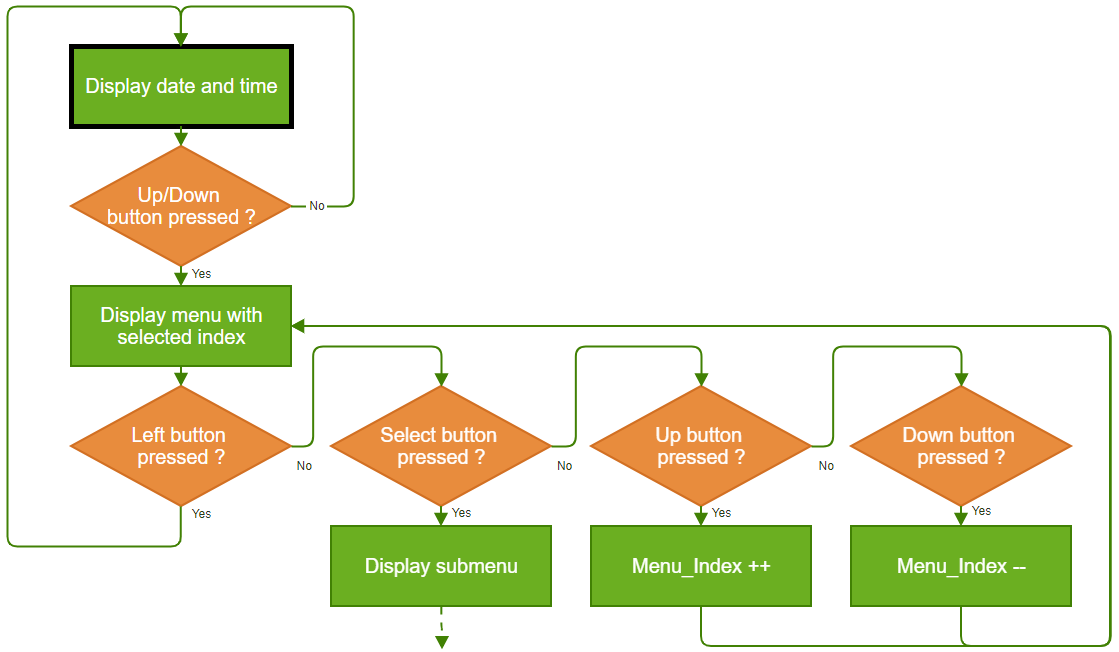 Display date and time
Up/Down
button pressed ?
No
Yes
Display menu with
selected index
Left button
pressed ?
No
Yes
Select button
pressed ?
No
Yes
Up button
pressed ?
No
Yes
Down button
pressed ?
Yes
Display submenu
Menu_Index ++
Menu_Index --